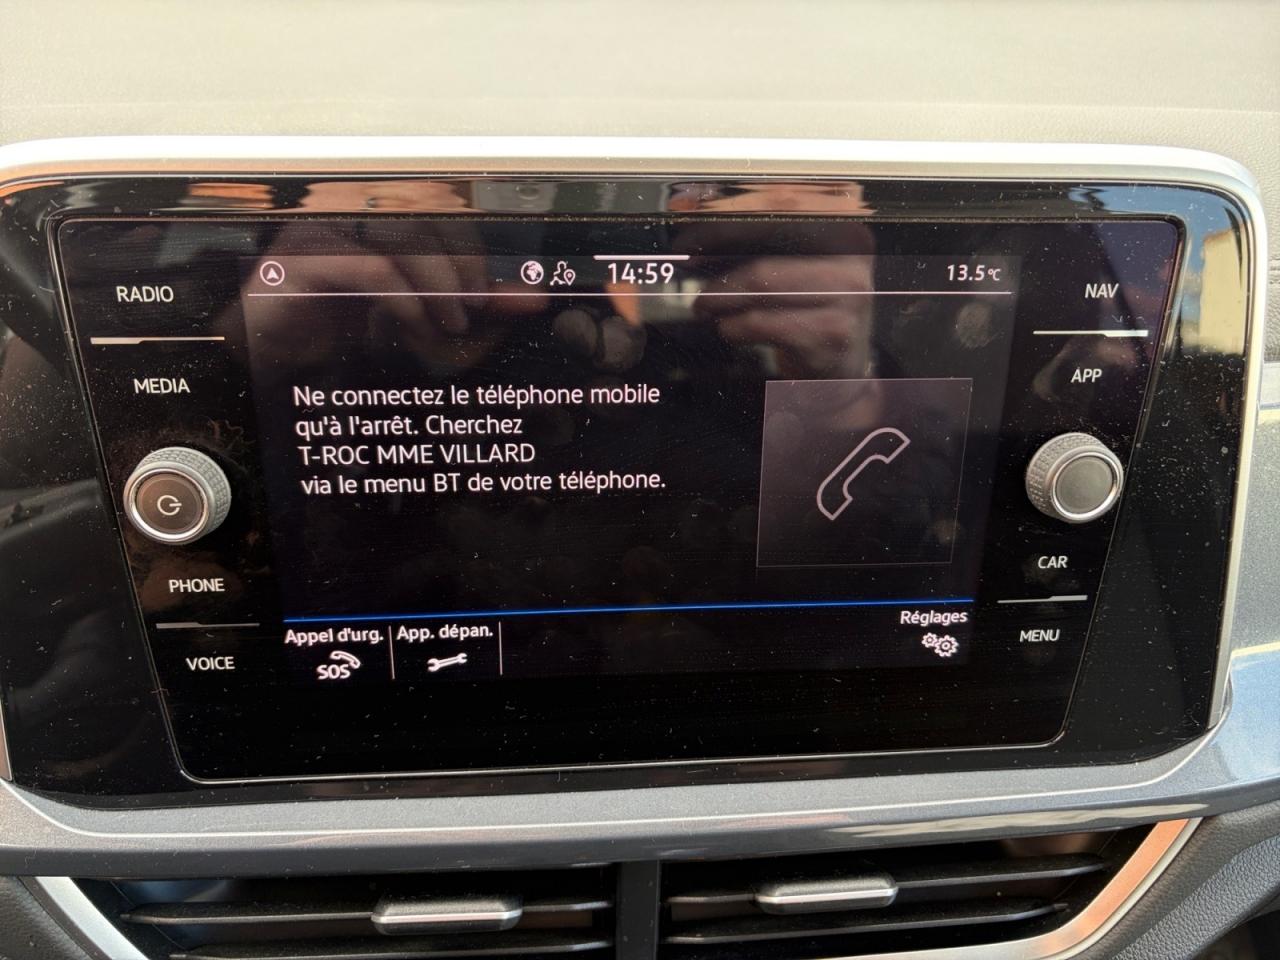 14:59
13.5°C
RADIO
MEDIA
PHONE
VOICE
Ne connectez le téléphone mobile
qu'à l'arrêt. Cherchez
T-ROC MME VILLARD
via le menu BT de votre téléphone.
Appel d'urg.
SOS
App. dépan.
Réglages
NAV
APP
CAR
MENU